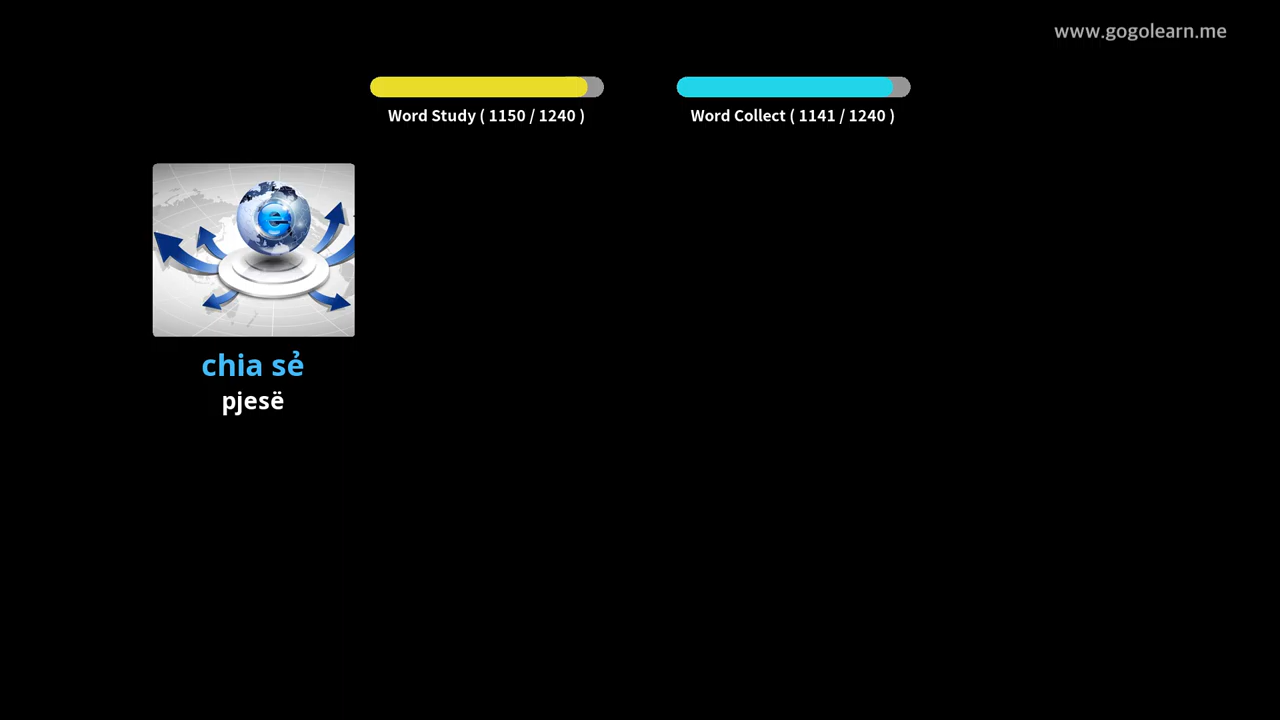 www.gogolearn.me
Word Study ( 1150 / 1240 )
Word Collect ( 1141 / 1240 )
e
chia sẻ
pjesë